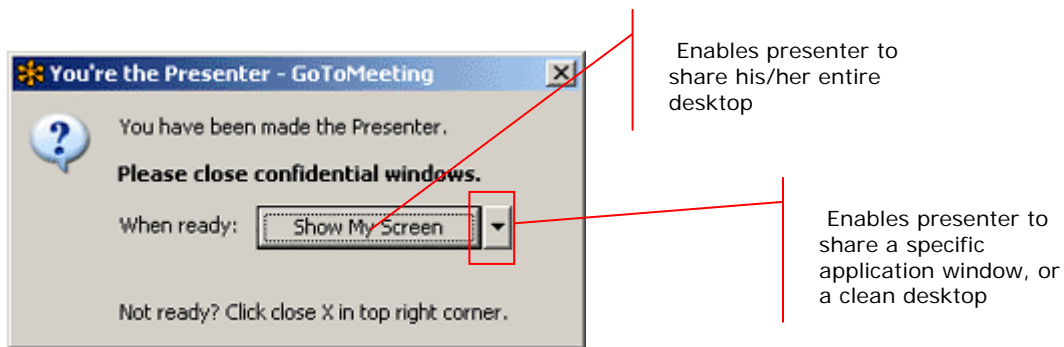 You're the Presenter - GoToMeeting
You have been made the Presenter.
Please close confidential windows.
When ready: Show My Screen
Not ready? Click close X in top right corner.
Enables presenter to
share his/her entire
desktop
Enables presenter to
share a specific
application window, or
a clean desktop